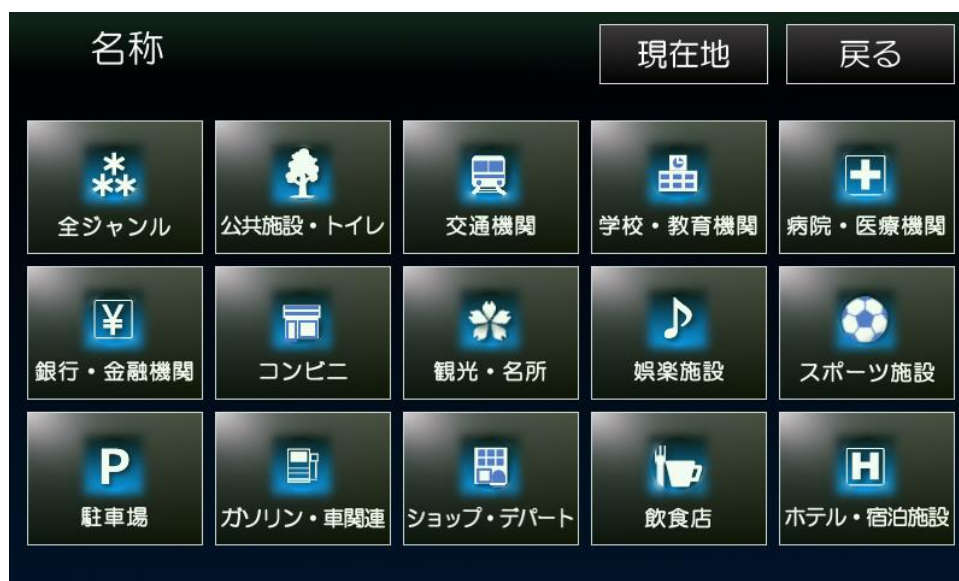 名称
現在地
戻る
全ジャンル
公共施設・トイレ
交通機関
学校・教育機関
病院・医療機関
銀行・金融機関
コンビニ
観光・名所
娯楽施設
スポーツ施設
P
駐車場
ガソリン・車関連
ショップ・デパート
飲食店
H
ホテル・宿泊施設